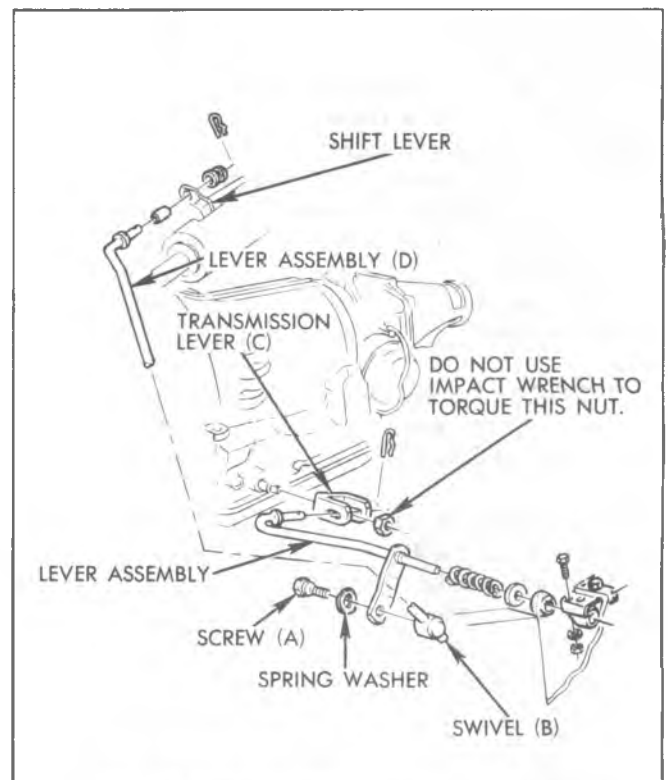 SHIFT LEVER
LEVER ASSEMBLY (D)
TRANSMISSION
LEVER (C)
DO NOT USE
IMPACT WRENCH TO
TORQUE THIS NUT.
LEVER ASSEMBLY
SCREW (A)
SPRING WASHER
SWIVEL (B)